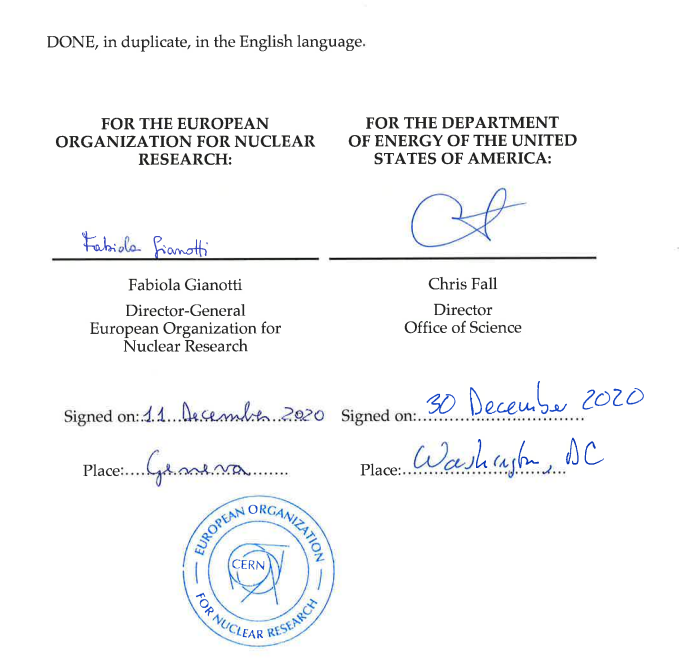 DONE, in duplicate, in the English language.
FOR THE EUROPEAN
ORGANIZATION FOR NUCLEAR
RESEARCH:
Fabiola Gianotti
Fabiola Gianotti
Director-General
European Organization for
Nuclear Research
Signed on: 11 December 2020
Place: Geneva
FOR THE DEPARTMENT
OF ENERGY OF THE UNITED
STATES OF AMERICA:
Chris Fall
Director
Office of Science
Signed on: 30 December 2020
Place: Washington, DC
EUROPEAN ORGANIZATION
CERN
FOR NUCLEAR RESEARCH